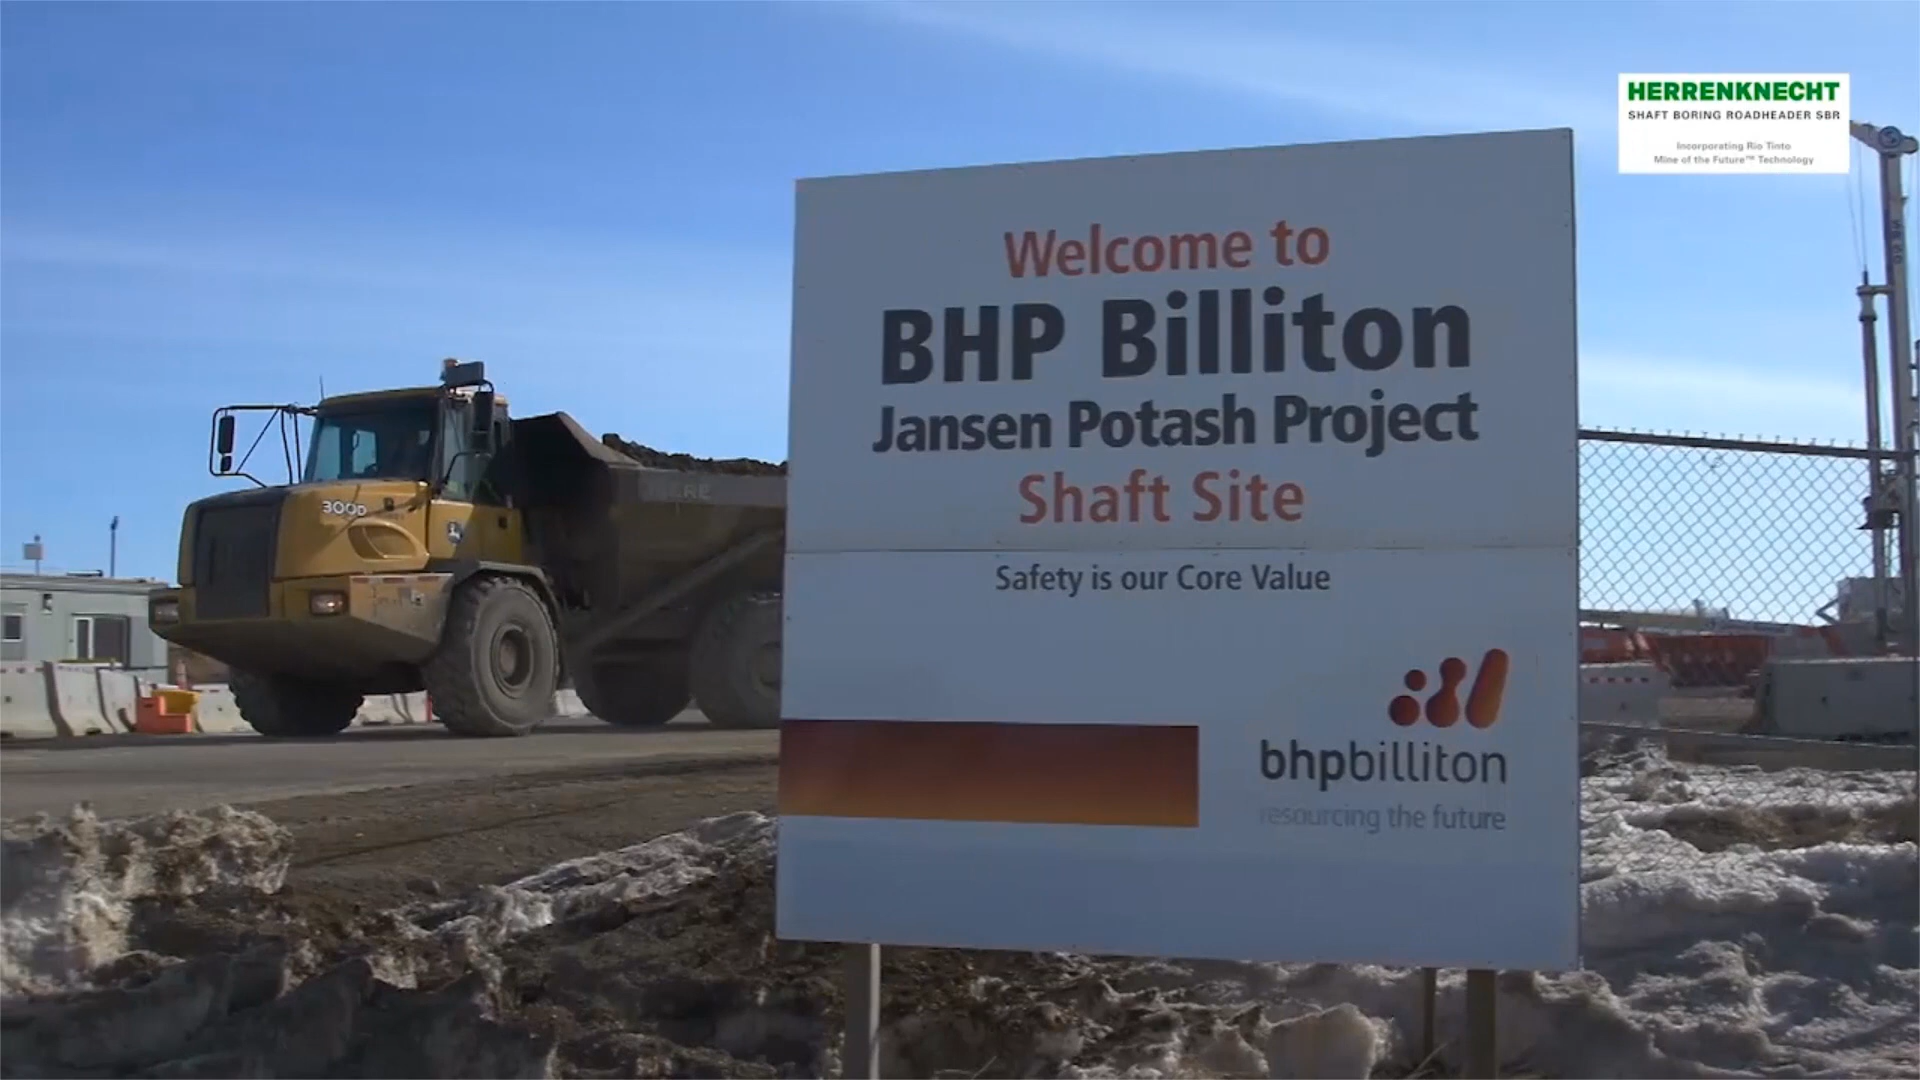 HERRENKNECHT
SHAFT BORING ROADHEADER SBR
Incorporating Rio Tinto
Mine of the Future™ Technology
Welcome to
BHP Billiton
Jansen Potash Project
Shaft Site
Safety is our Core Value
bhpbilliton
resourcing the future
300D